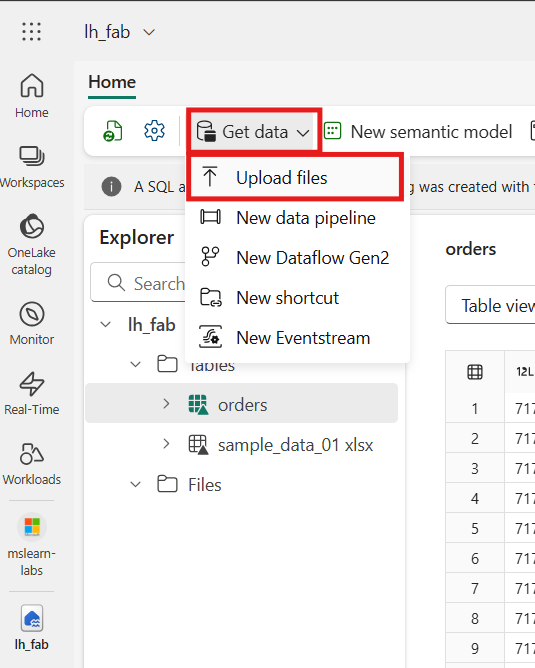 lh_fab
Home
Home
Get data
New semantic model
Upload files
A SQL a
g was created with
Workspaces
New data pipeline
Explorer
orders
OneLake
catalog
New Dataflow Gen2
Search
New shortcut
Table view
lh_fab
Monitor
New Eventstream
Tables
12L
Real-Time
orders
1 717
2 717
sample_data_01 xlsx
3 717
Workloads
Files
4 717
5 717
mslearn-
labs
6 717
7 717
8 717
lh_fab
9 717